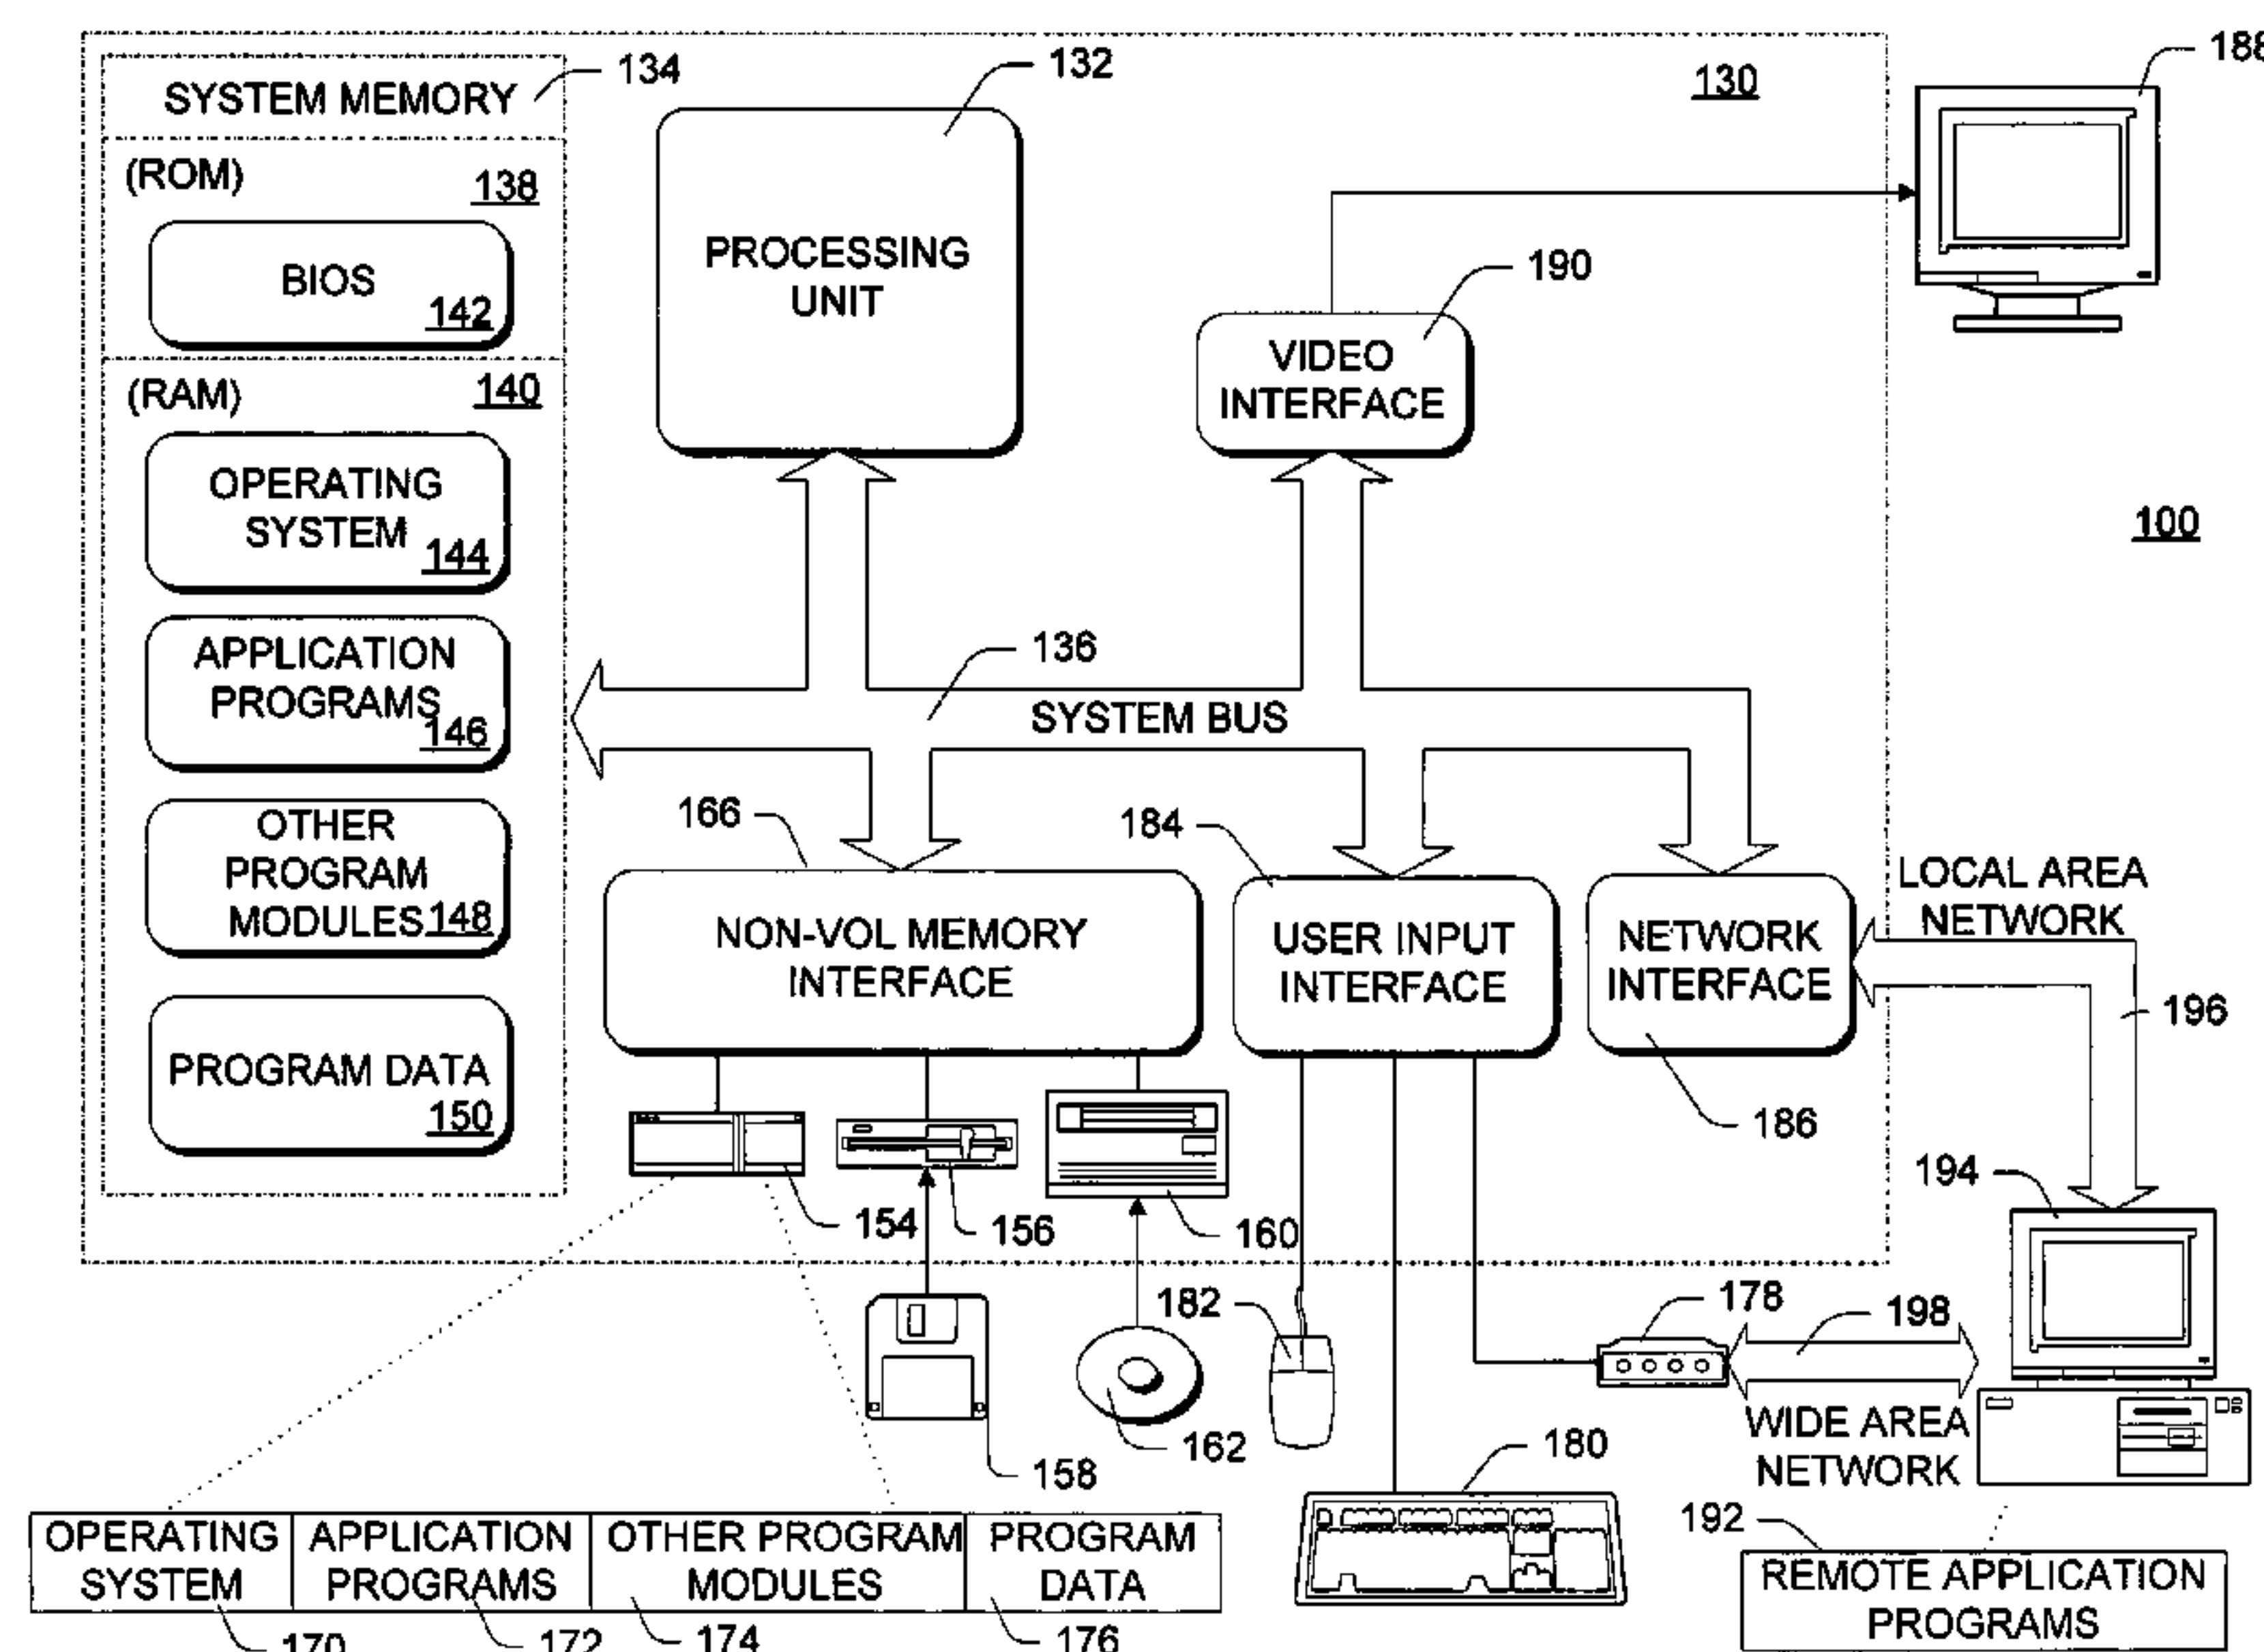 SYSTEM MEMORY
134
(ROM)
138
BIOS
142
(RAM)
140
OPERATING
SYSTEM
144
APPLICATION
PROGRAMS
146
OTHER
PROGRAM
MODULES 148
PROGRAM DATA
150
132
PROCESSING
UNIT
130
188
190
VIDEO
INTERFACE
100
136
SYSTEM BUS
166
NON-VOL MEMORY
INTERFACE
184
USER INPUT
INTERFACE
NETWORK
INTERFACE
186
LOCAL AREA
NETWORK
196
194
154
156
160
158
162
182
178
198
WIDE AREA
NETWORK
180
192
REMOTE APPLICATION
PROGRAMS
OPERATING
SYSTEM
APPLICATION
PROGRAMS
OTHER PROGRAM
MODULES
PROGRAM
DATA
170
172
174
176